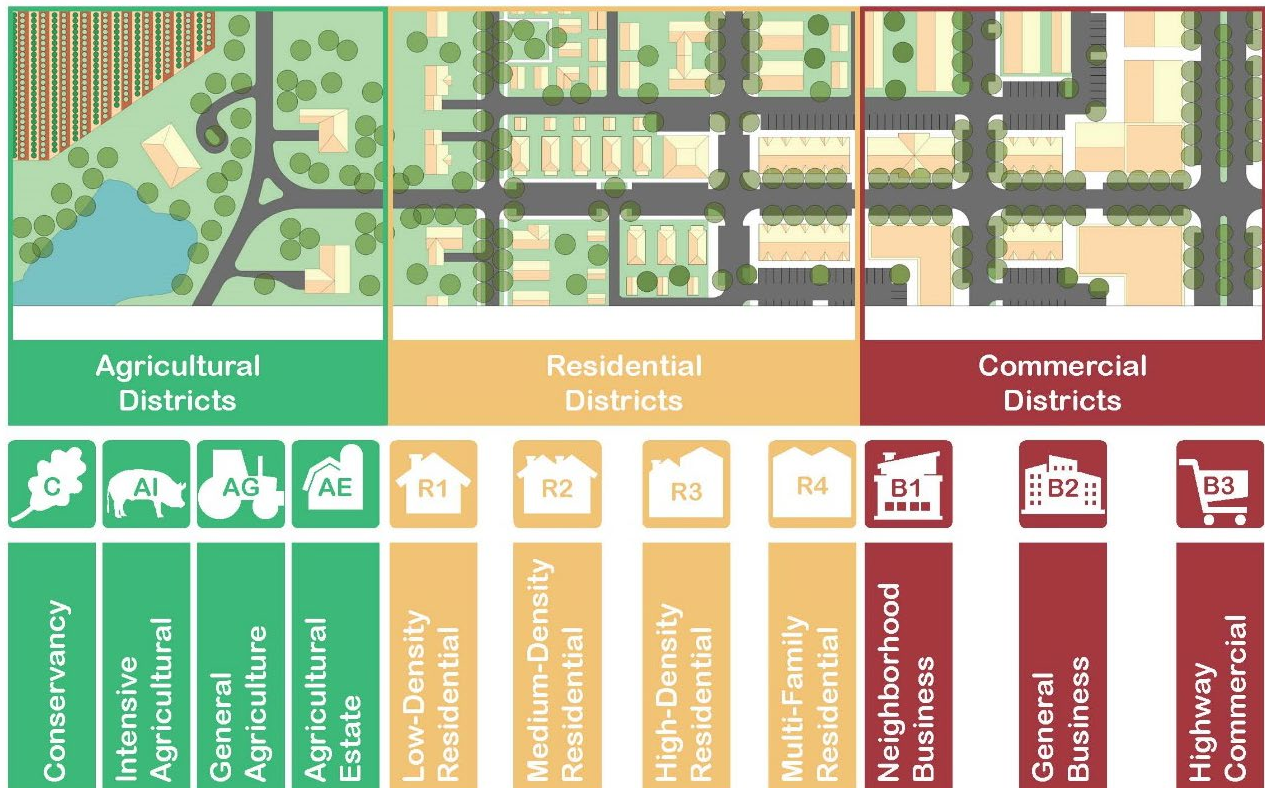 Agricultural
Districts
Residential
Districts
Commercial
Districts
C
AI
AG
AE
R1
R2
R3
R4
B1
B2
B3
Conservancy
Intensive
Agricultural
General
Agriculture
Agricultural
Estate
Low-Density
Residential
Medium-Density
Residential
High-Density
Residential
Multi-Family
Residential
Neighborhood
Business
General
Business
Highway
Commercial